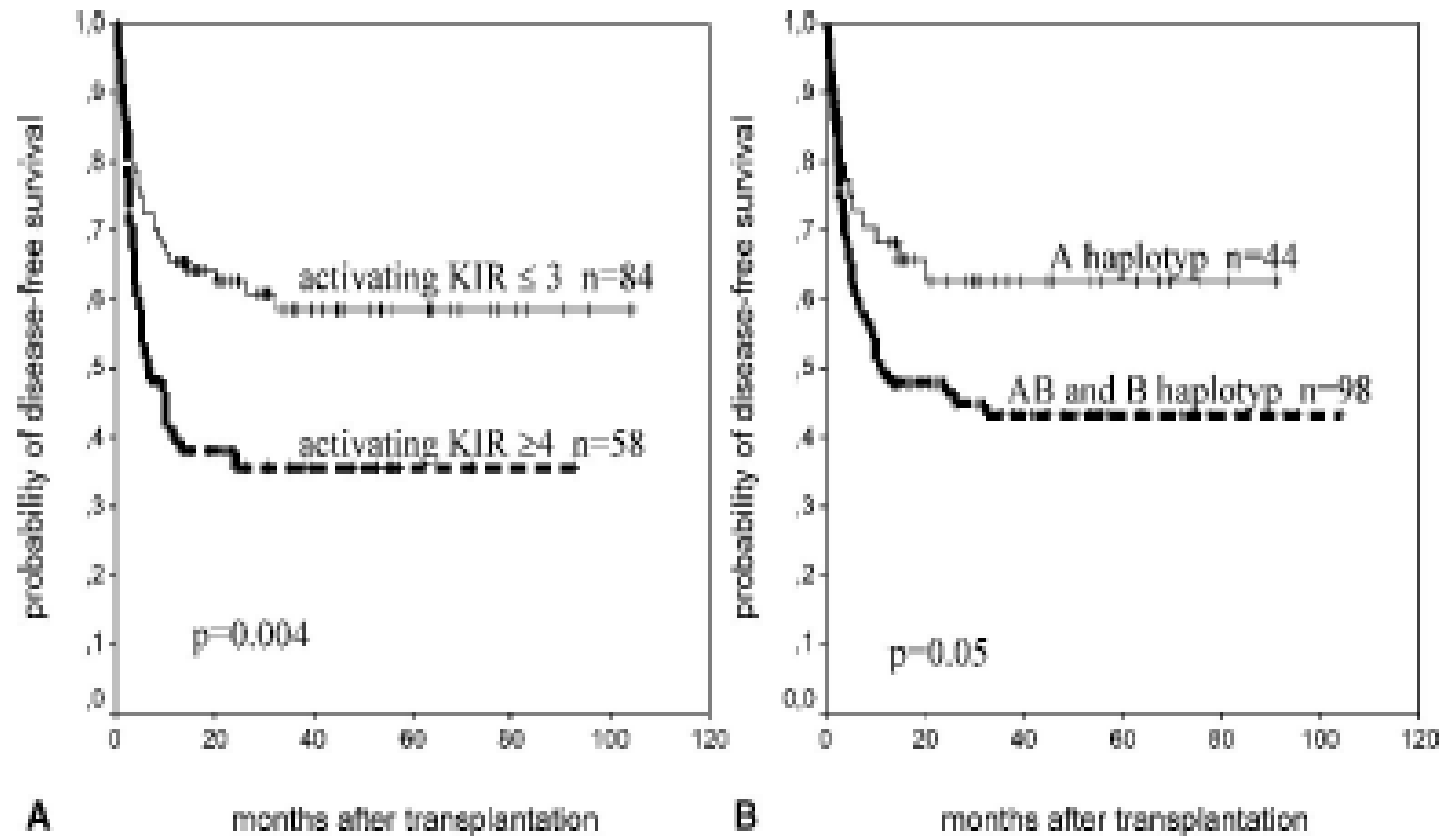 probability of disease-free survival
1,0
,9
,8
,7
,6
,5
,4
,3
,2
,1
,0
activating KIR ≤ 3 n=84
activating KIR ≥4 n=58
p=0.004
0 20 40 60 80 100 120
A months after transplantation
probability of disease-free survival
1,0
,9
,8
,7
,6
,5
,4
,3
,2
,1
0,0
A haplotyp n=44
AB and B haplotyp n=98
p=0.05
0 20 40 60 80 100 120
B months after transplantation